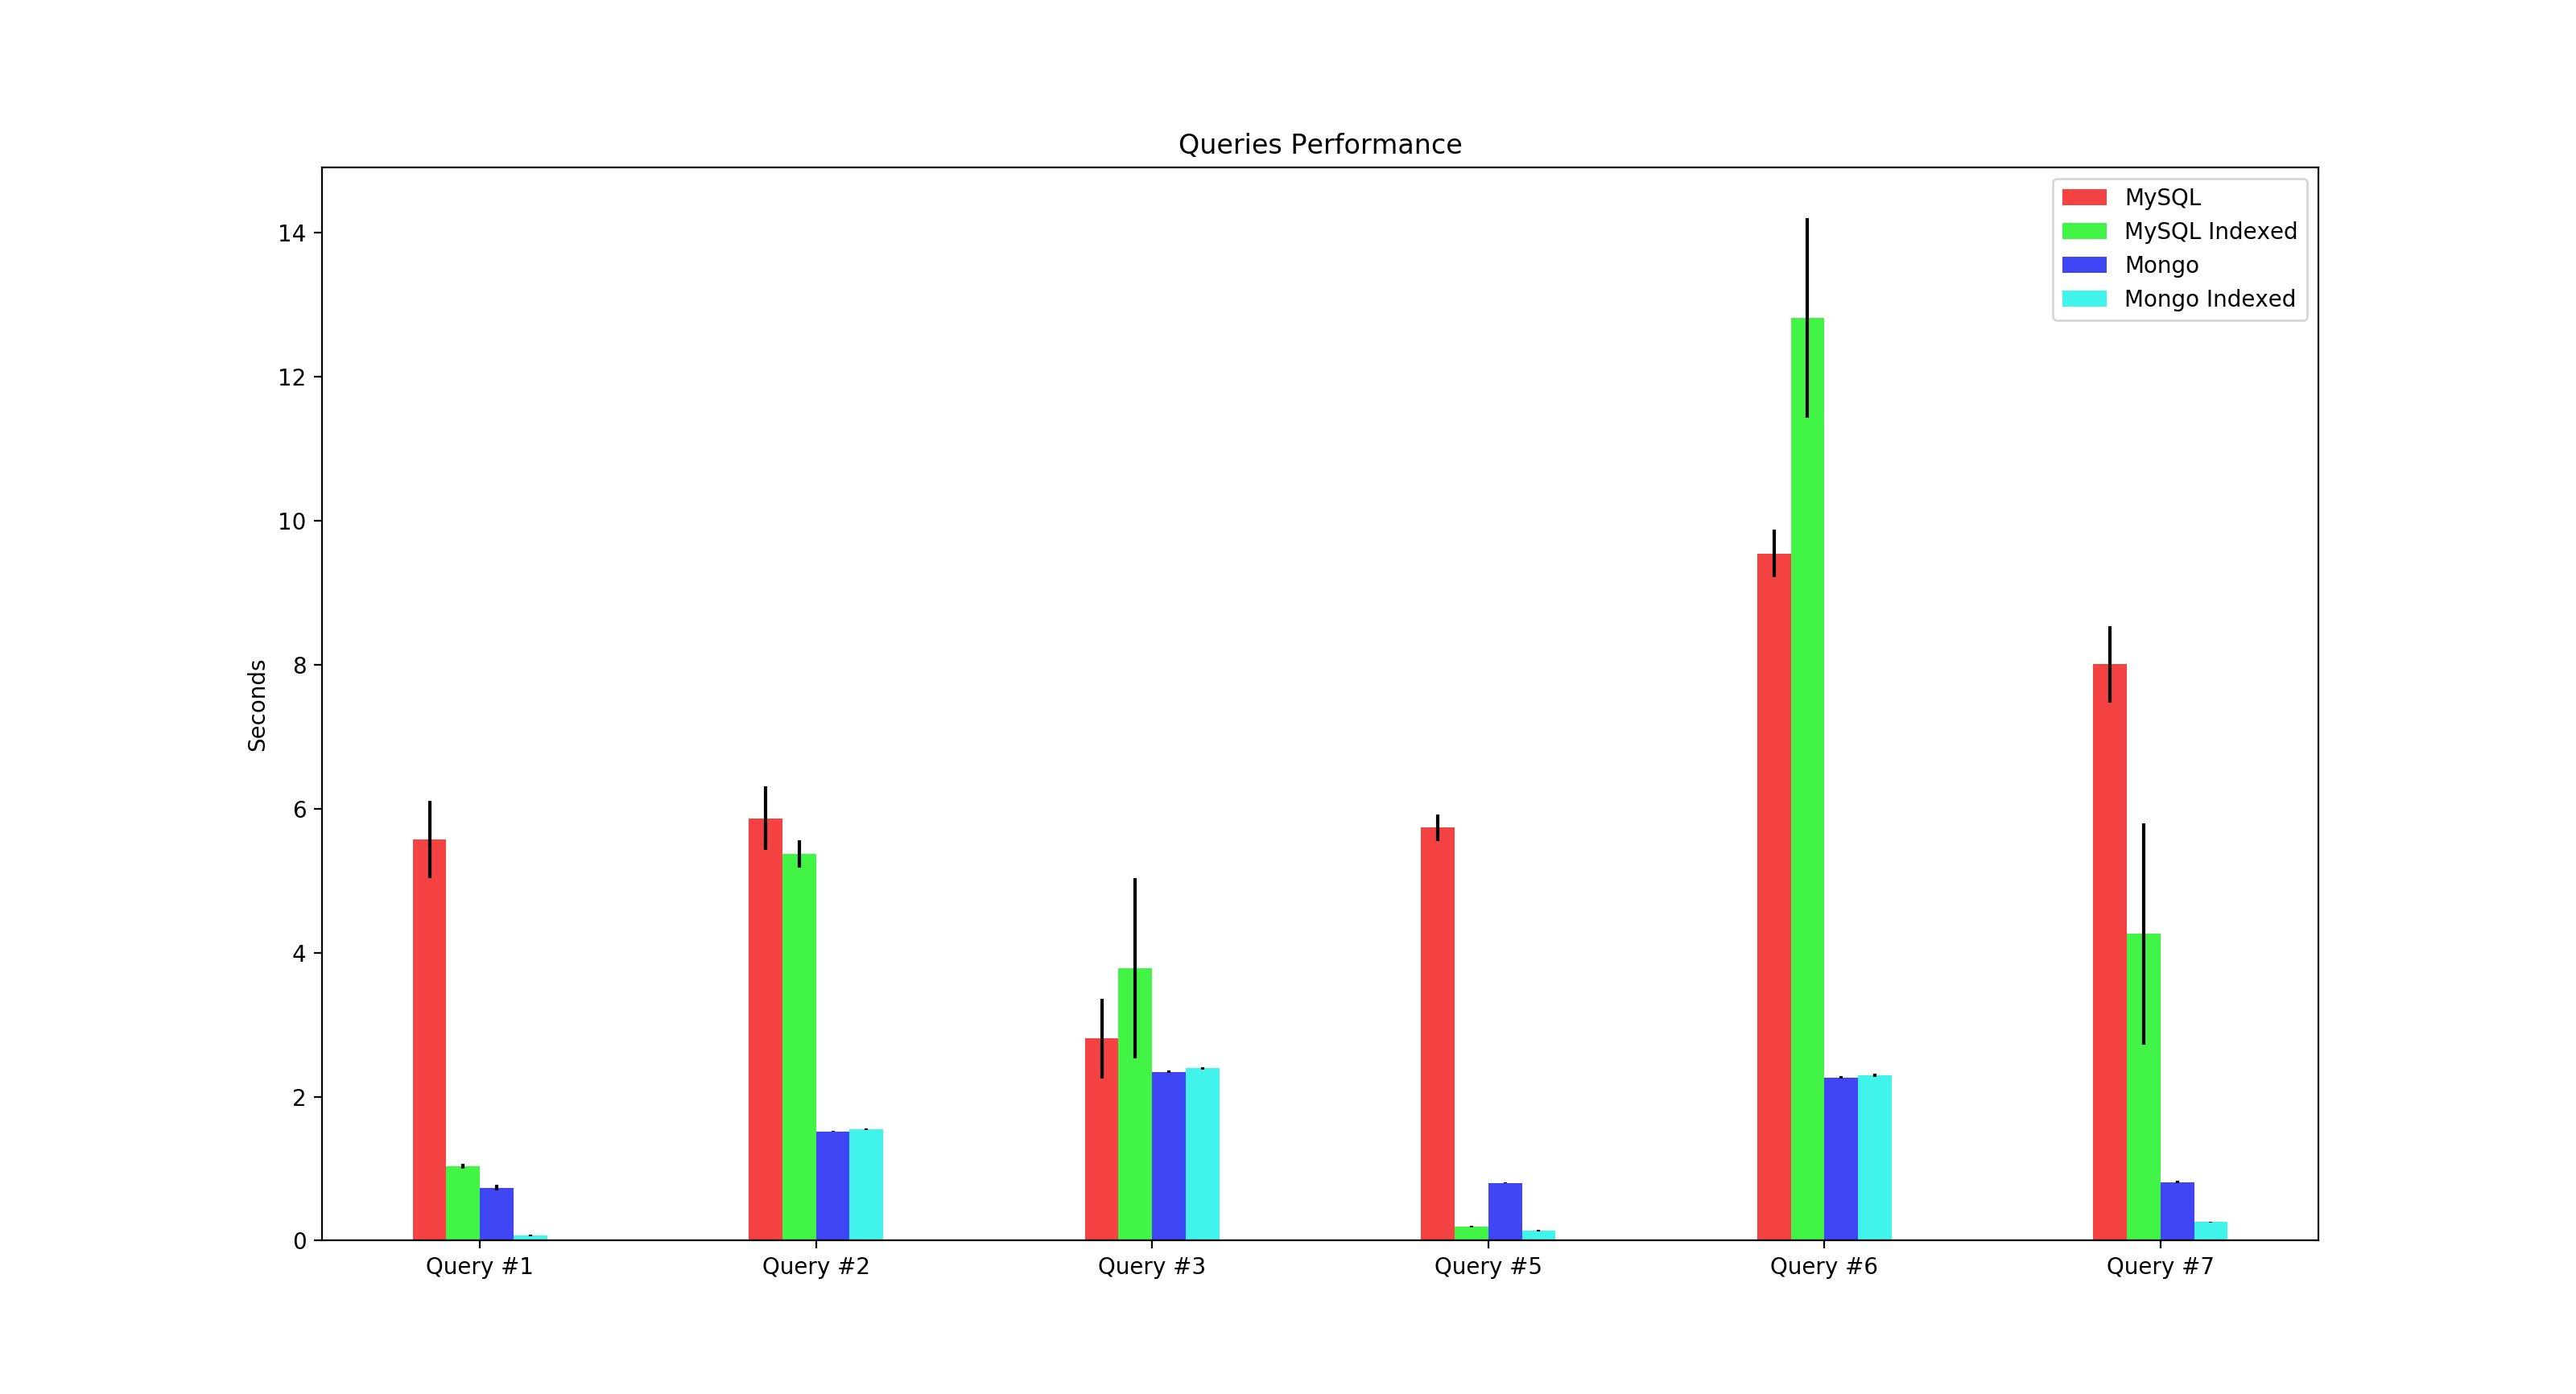 Queries Performance
MySQL
MySQL Indexed
Mongo
Mongo Indexed
14
12
10
8
6
4
2
0
Seconds
Query #1
Query #2
Query #3
Query #5
Query #6
Query #7